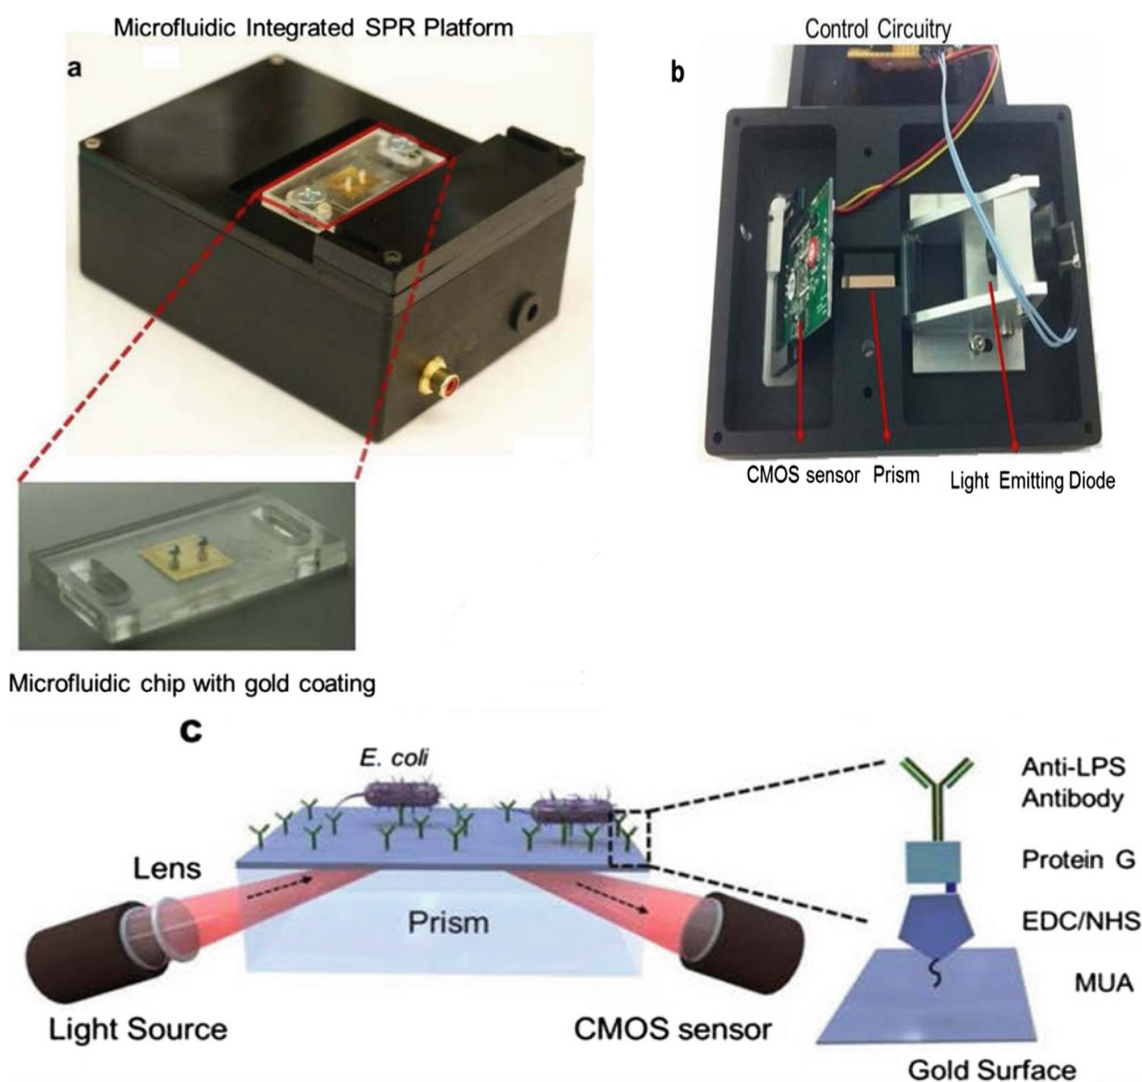 Microfluidic Integrated SPR Platform
a
Control Circuitry
b
CMOS sensor Prism Light Emitting Diode
Microfluidic chip with gold coating
c
E. coli
Lens
Prism
Light Source
CMOS sensor
Anti-LPS
Antibody
Protein G
EDC/NHS
MUA
Gold Surface